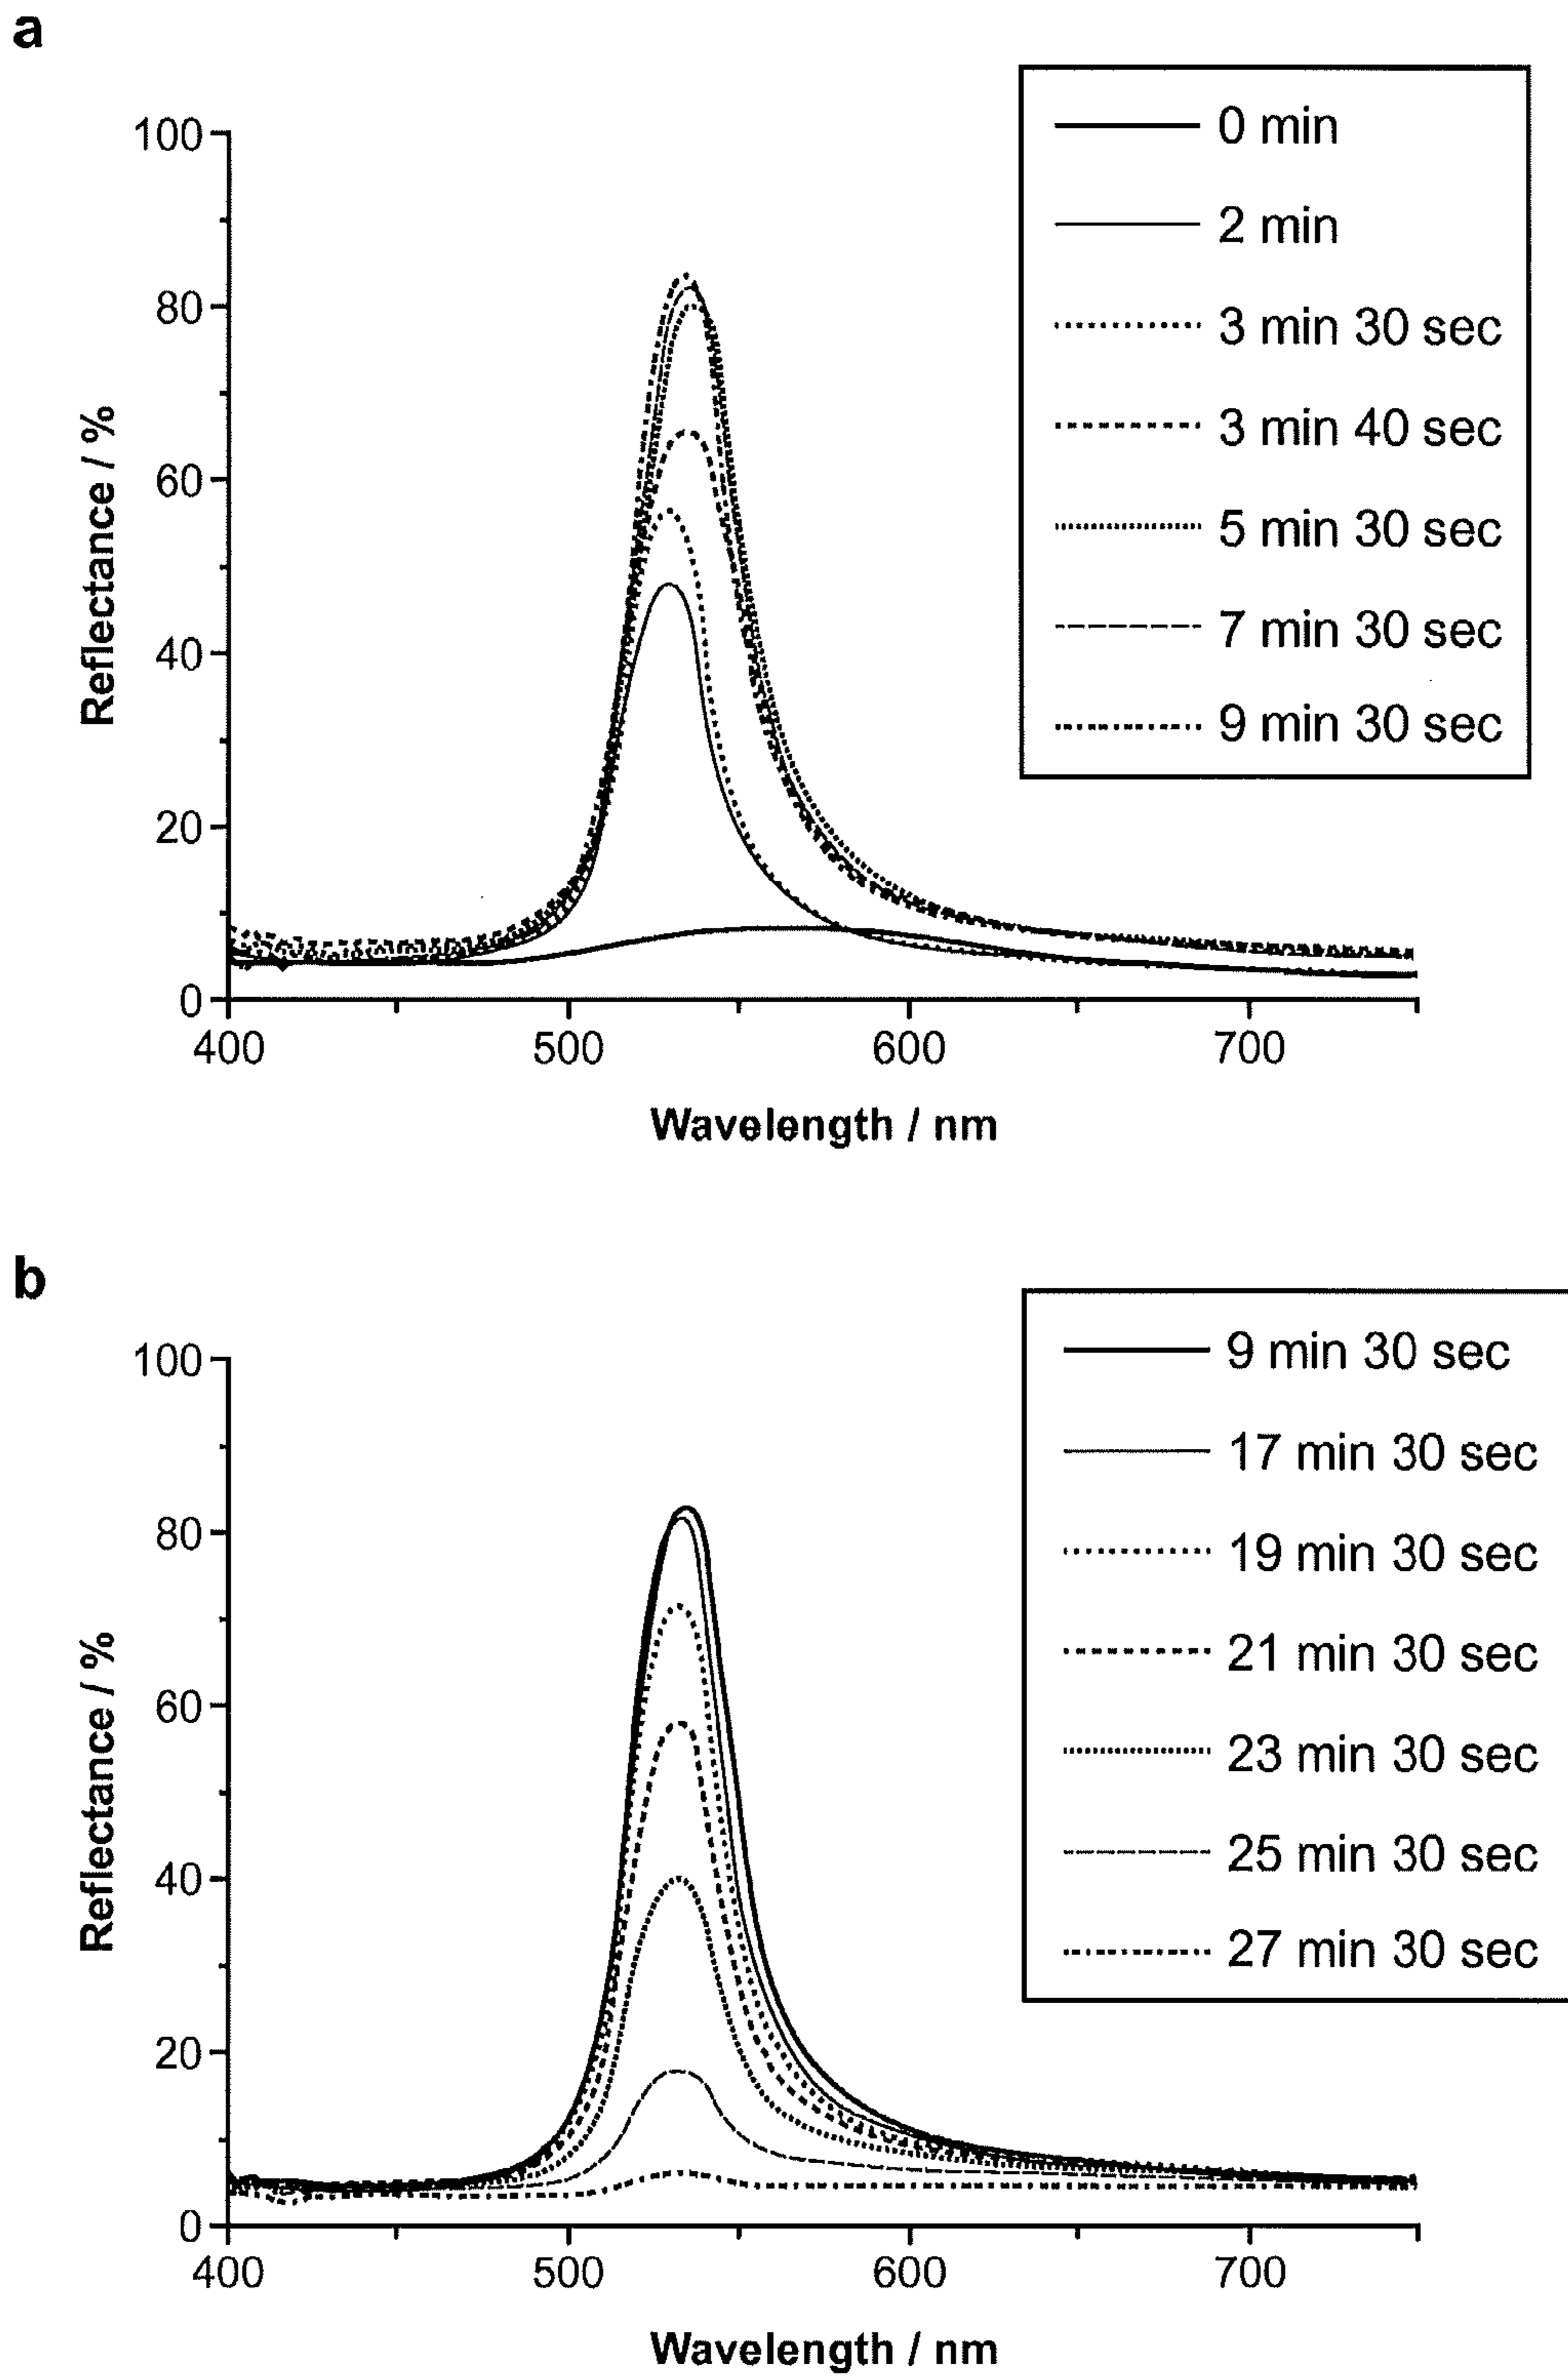 a
100
80
60
40
20
0
Reflectance / %
400 500 600 700
Wavelength / nm
0 min
2 min
3 min 30 sec
3 min 40 sec
5 min 30 sec
7 min 30 sec
9 min 30 sec
b
100
80
60
40
20
0
Reflectance / %
400 500 600 700
Wavelength / nm
9 min 30 sec
17 min 30 sec
19 min 30 sec
21 min 30 sec
23 min 30 sec
25 min 30 sec
27 min 30 sec